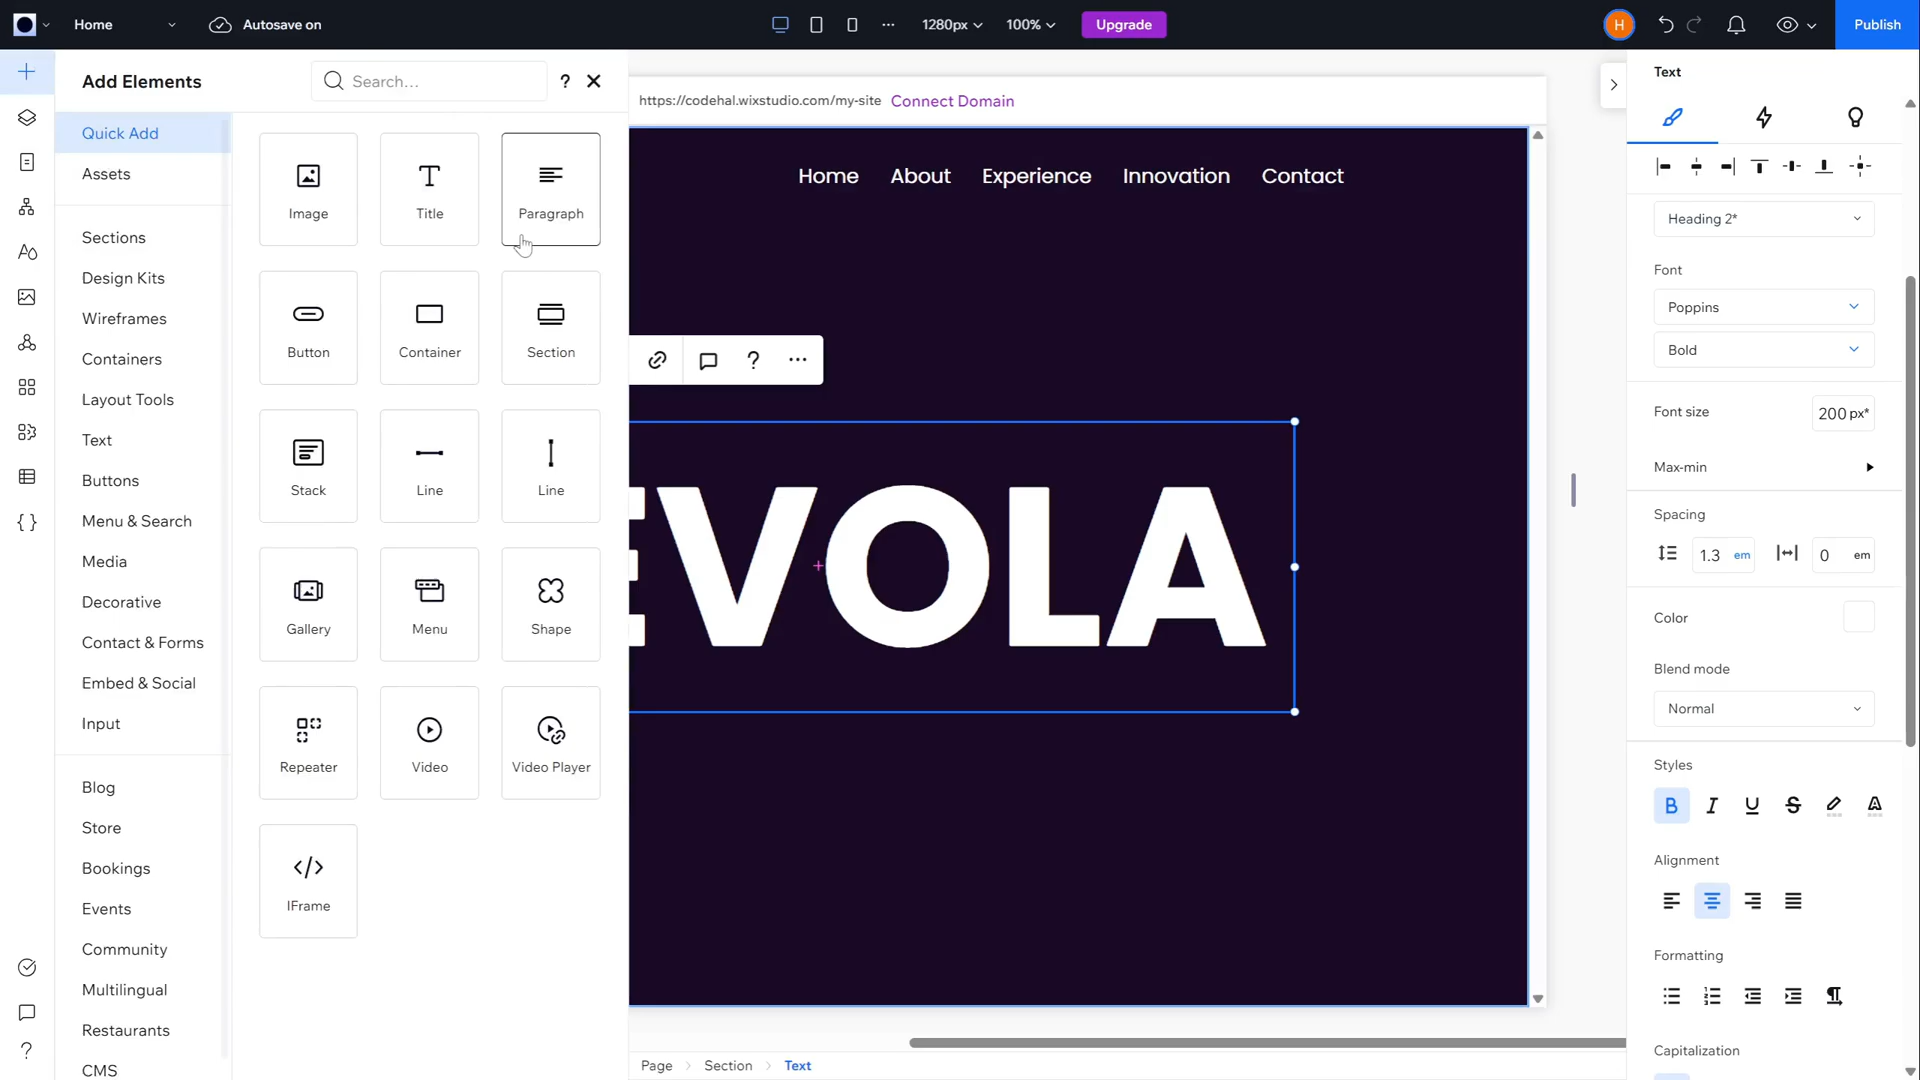 Home
Autosave on
1280px
100%
Upgrade
H
Publish
Add Elements
Search...
?
Quick Add
Assets
Sections
Design Kits
Wireframes
Containers
Layout Tools
Text
Buttons
Menu & Search
Media
Decorative
Contact & Forms
Embed & Social
Input
Blog
Store
Bookings
Events
Community
Multilingual
Restaurants
CMS
Image
Title
Paragraph
Button
Container
Section
Stack
Line
Line
Gallery
Menu
Shape
Repeater
Video
Video Player
IFrame
https://codehal.wixstudio.com/my-site Connect Domain
Home About Experience Innovation Contact
EVOLA
Page > Section > Text
Text
Heading 2*
Font
Poppins
Bold
Font size
200 px*
Max-min
Spacing
1.3 em
0 em
Color
Blend mode
Normal
Styles
B I U S A
Alignment
Formatting
Capitalization